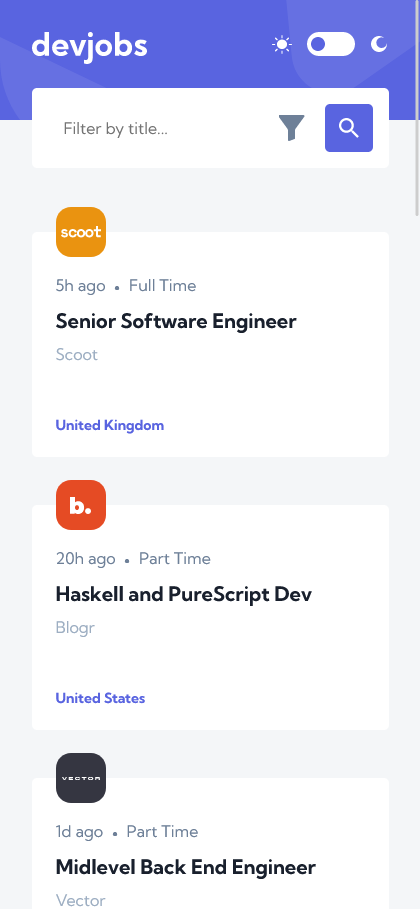 devjobs
Filter by title...
scoot
5h ago • Full Time
Senior Software Engineer
Scoot
United Kingdom
b.
20h ago • Part Time
Haskell and PureScript Dev
Blogr
United States
VECTOR
1d ago • Part Time
Midlevel Back End Engineer
Vector